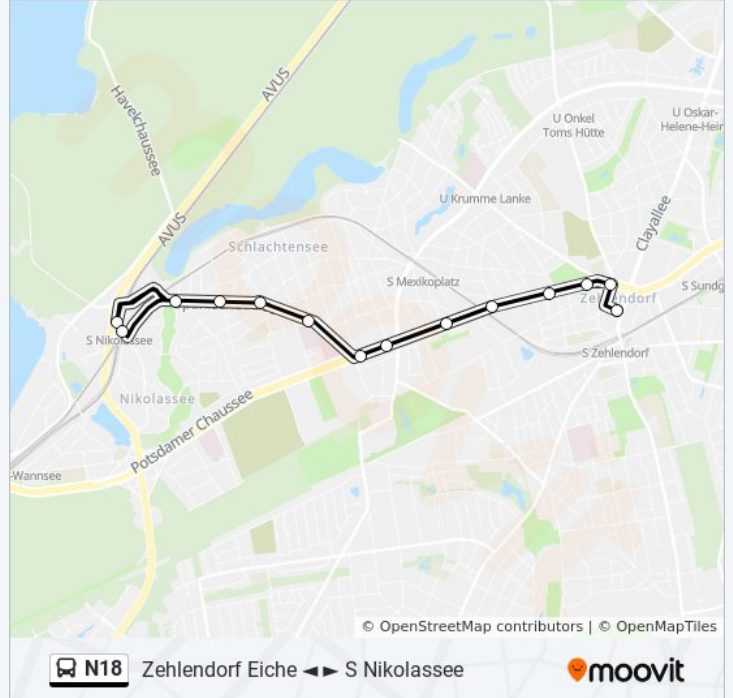 AVUS
Havelchaussee
U Onkel
Toms Hütte
U Oskar-
Helene-Hein
U Krumme Lanke
AVUS
Clayallee
Schlachtensee
S Mexikoplatz
S Sundg
Zehlendorf
S Nikolassee
S Zehlendorf
Nikolassee
Potsdamer Chaussee
-Wannsee
© OpenStreetMap contributors | © OpenMapTiles
N18 Zehlendorf Eiche ◄► S Nikolassee
moovit